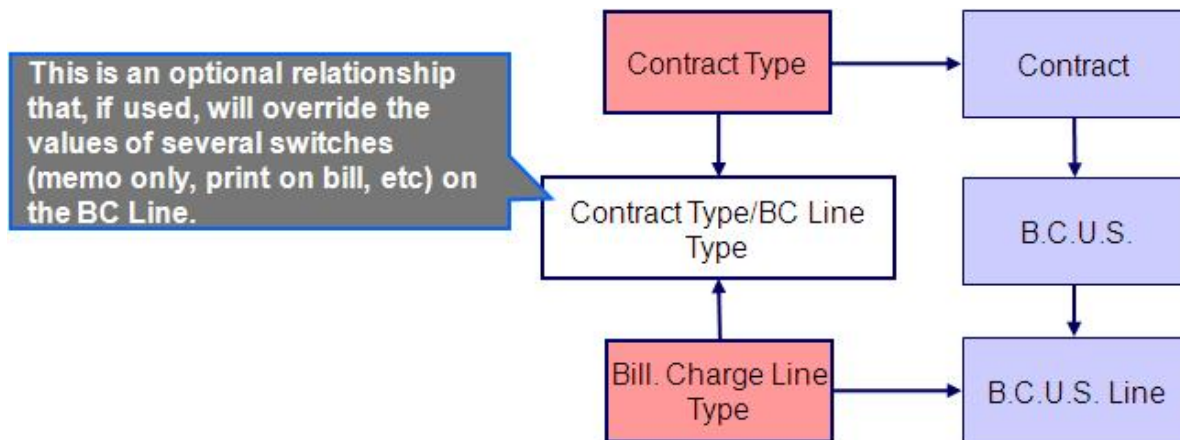 This is an optional relationship
that, if used, will override the
values of several switches
(memo only, print on bill, etc) on
the BC Line.
Contract Type
Contract
Contract Type/BC Line
Type
B.C.U.S.
Bill. Charge Line
Type
B.C.U.S. Line